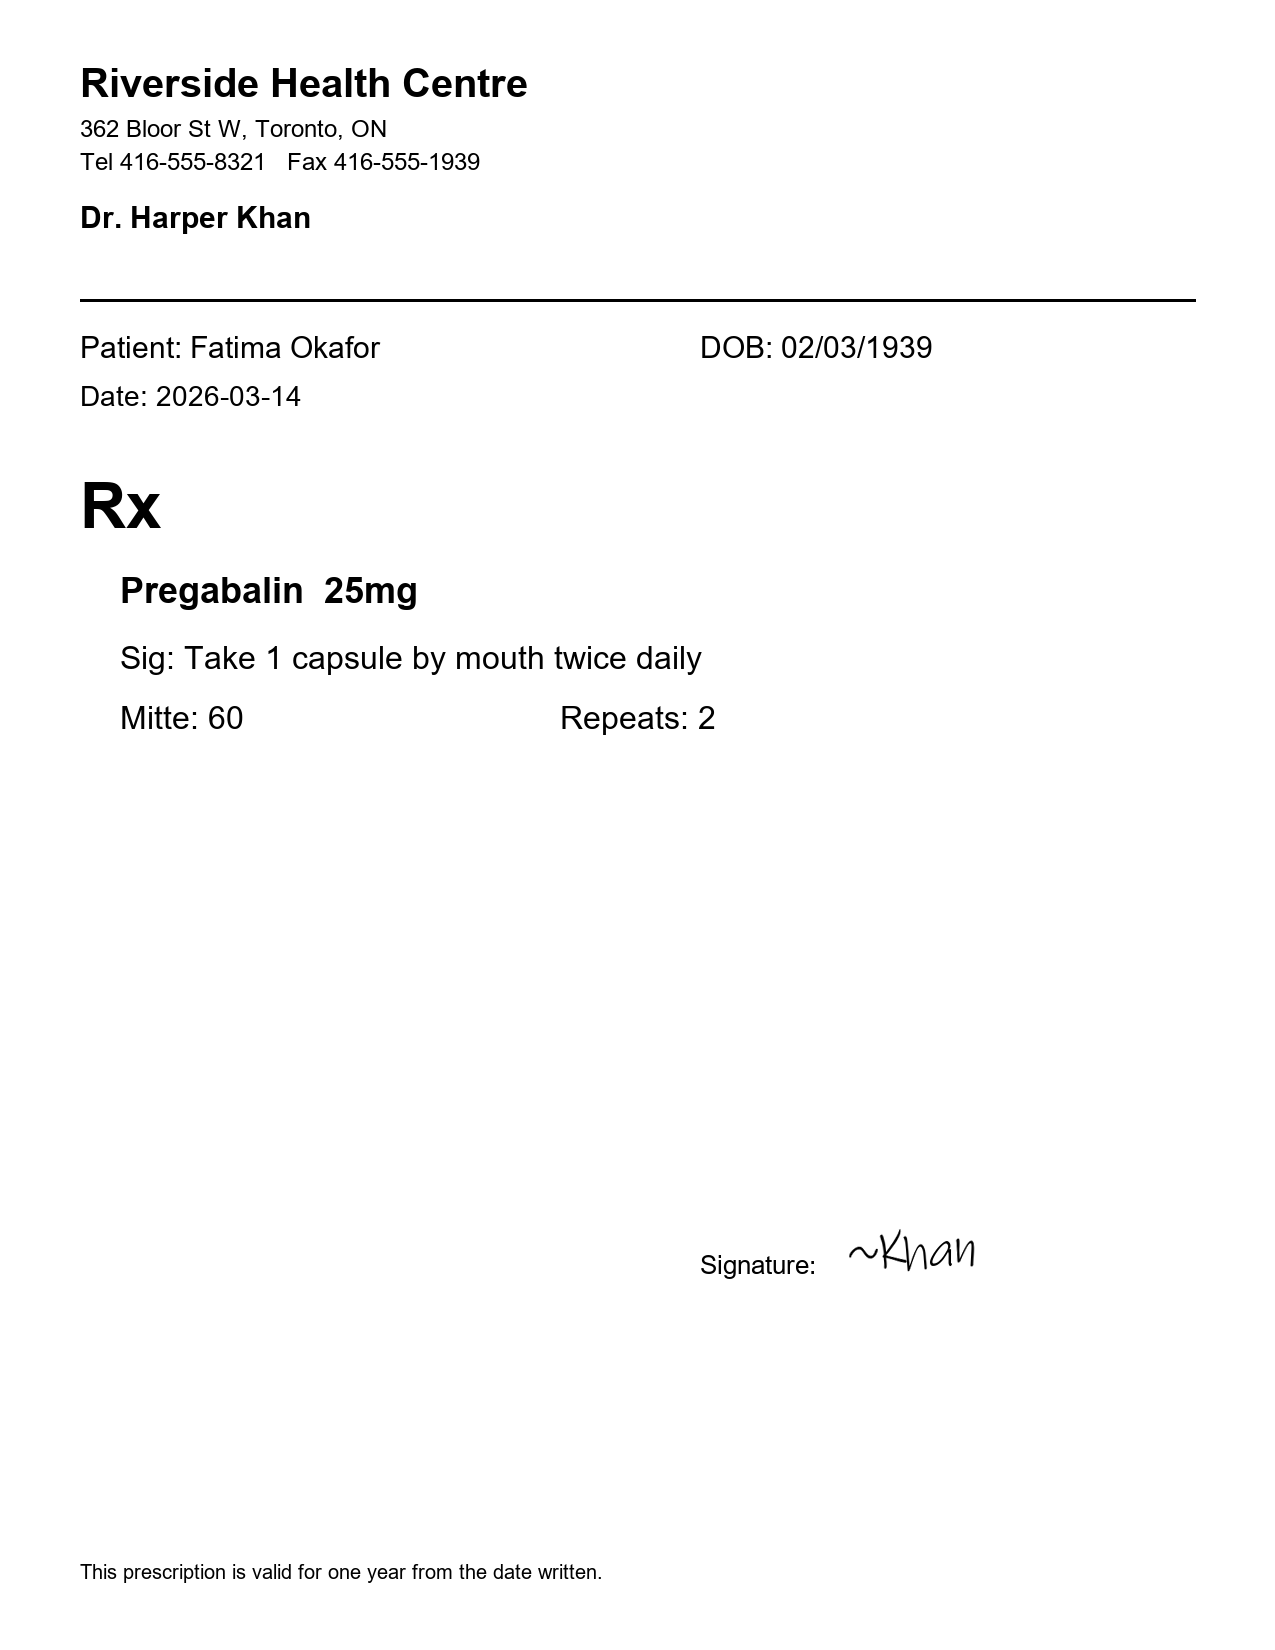 Riverside Health Centre
362 Bloor St W, Toronto, ON
Tel 416-555-8321   Fax 416-555-1939
Dr. Harper Khan
Patient: Fatima Okafor   DOB: 02/03/1939
Date: 2026-03-14
Rx
Pregabalin  25mg
Sig: Take 1 capsule by mouth twice daily
Mitte: 60   Repeats: 2
Signature: ~Khan
This prescription is valid for one year from the date written.